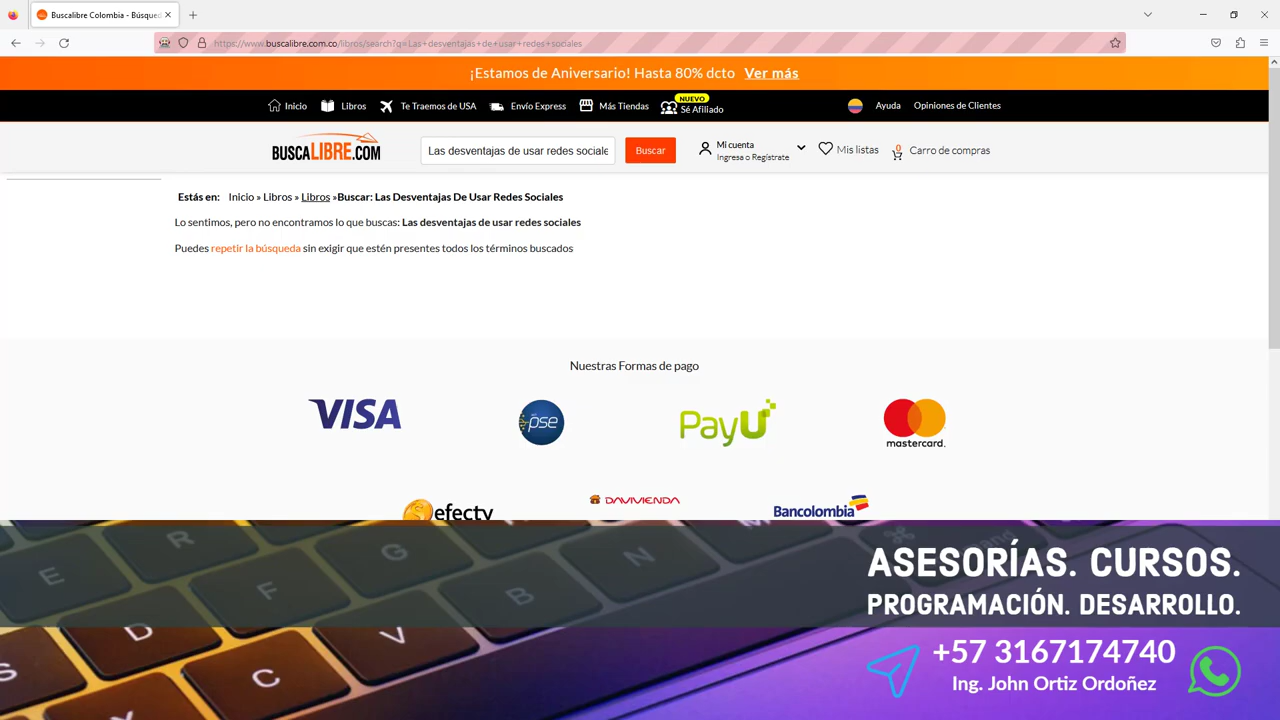 Buscalibre Colombia - Búsqued
https://www.buscalibre.com.co/libros/search?q=Las+desventajas+de+usar+redes+sociales
¡Estamos de Aniversario! Hasta 80% dcto Ver más
Inicio Libros Te Traemos de USA Envío Express Más Tiendas NUEVO Sé Afiliado Ayuda Opiniones de Clientes
BUSCALIBRE.COM Las desventajas de usar redes sociale Buscar Mi cuenta Mis listas 0 Carro de compras
Ingresa o Regístrate
Estás en: Inicio » Libros » Libros »Buscar: Las Desventajas De Usar Redes Sociales
Lo sentimos, pero no encontramos lo que buscas: Las desventajas de usar redes sociales
Puedes repetir la búsqueda sin exigir que estén presentes todos los términos buscados
Nuestras Formas de pago
VISA pse PayU mastercard.
efecty DAVIVIENDA Bancolombia
ASESORÍAS. CURSOS.
PROGRAMACIÓN. DESARROLLO.
+57 3167174740
Ing. John Ortiz Ordoñez
E R F G B N M D V C S